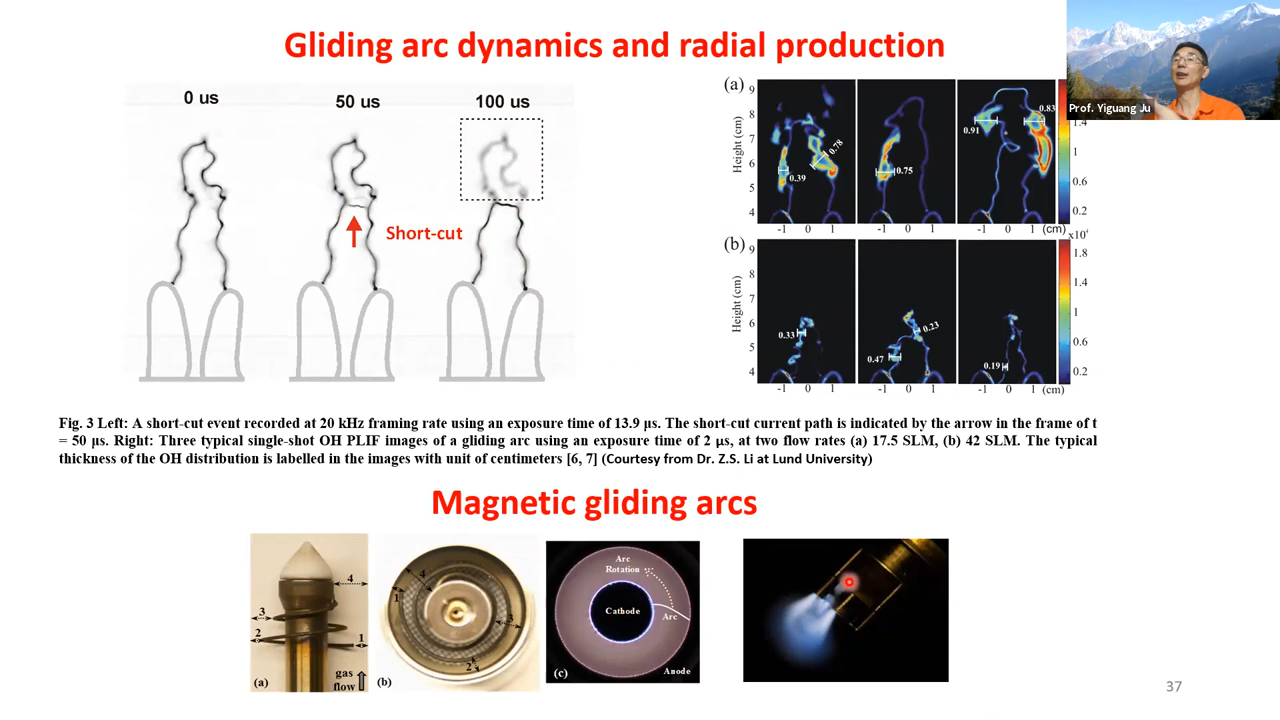 Gliding arc dynamics and radial production
Prof. Yiguang Ju
0 us
50 us
100 us
Short-cut
(a)
Height (cm)
9
8
7
6
5
4
0.39
0.78
0.75
0.91
0.83
1.4
1
0.6
0.2
-1 0 1
-1 0 1
-1 0 1 (cm)
(b)
Height (cm)
9
8
7
6
5
4
0.33
0.47
0.23
0.19
x10⁴
1.8
1.4
1
0.6
0.2
-1 0 1
-1 0 1
-1 0 1 (cm)
Fig. 3 Left: A short-cut event recorded at 20 kHz framing rate using an exposure time of 13.9 μs. The short-cut current path is indicated by the arrow in the frame of t
= 50 μs. Right: Three typical single-shot OH PLIF images of a gliding arc using an exposure time of 2 μs, at two flow rates (a) 17.5 SLM, (b) 42 SLM. The typical
thickness of the OH distribution is labelled in the images with unit of centimeters [6, 7] (Courtesy from Dr. Z.S. Li at Lund University)
Magnetic gliding arcs
4
3
2
1
gas
flow
(a)
4
1
3
2
(b)
Arc
Rotation
Cathode
Arc
Anode
(c)
37